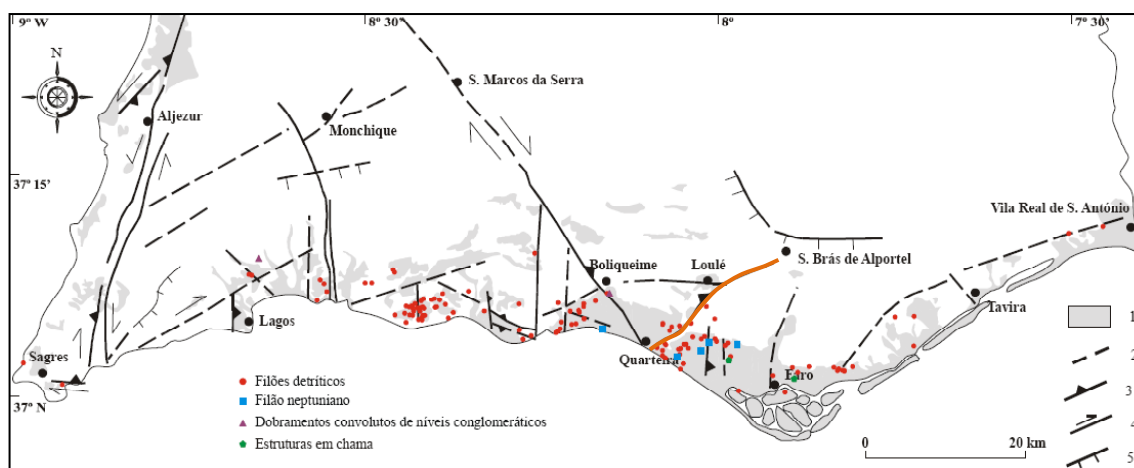 9º W
8º 30'
8º
7º 30'
N
S. Marcos da Serra
Aljezur
Monchique
37º 15'
Vila Real de S. António
S. Brás de Alportel
Boliqueime
Loulé
Tavira
Lagos
Sagres
Quarteira
Faro
37º N
Filões detríticos
Filão neptuniano
Dobramentos convolutos de níveis conglomeráticos
Estruturas em chama
0
20 km
1
2
3
4
5